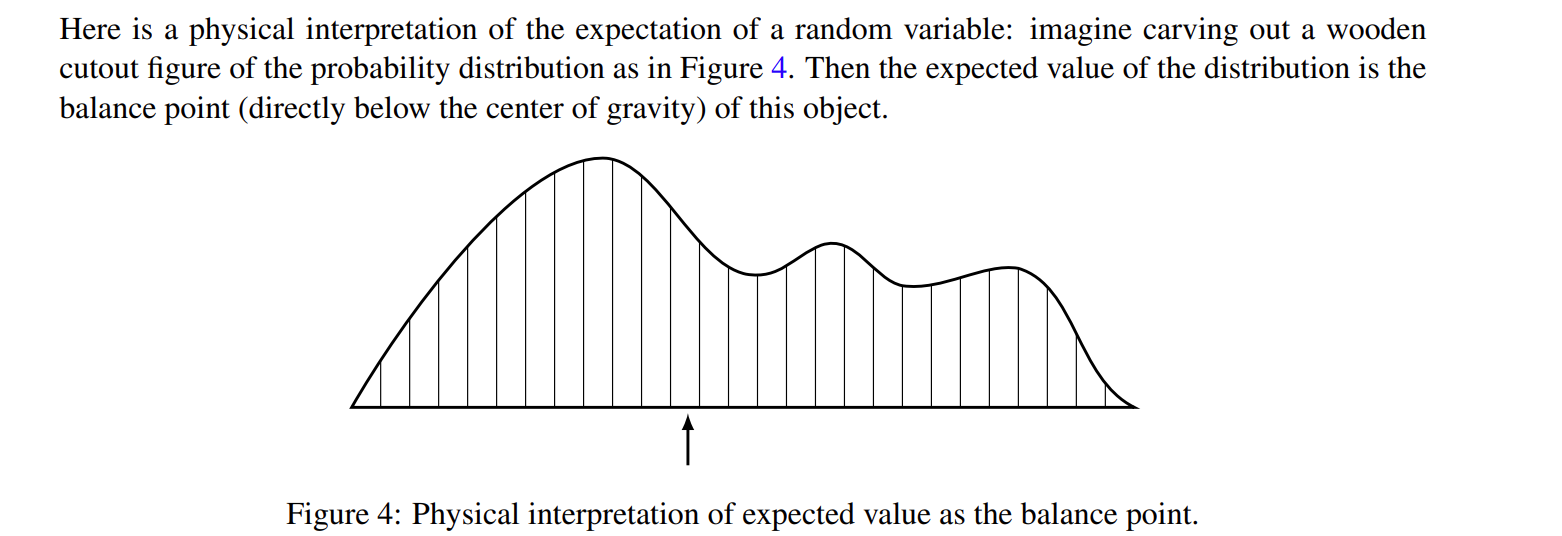 Here is a physical interpretation of the expectation of a random variable: imagine carving out a wooden
cutout figure of the probability distribution as in Figure 4. Then the expected value of the distribution is the
balance point (directly below the center of gravity) of this object.
Figure 4: Physical interpretation of expected value as the balance point.